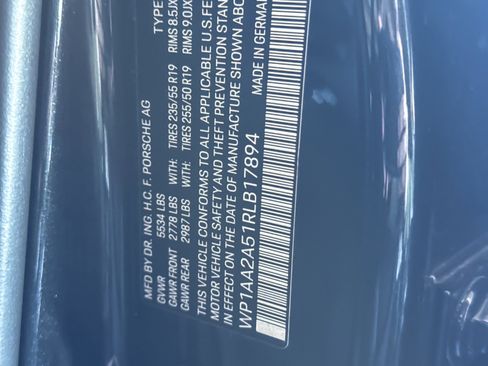 MFD BY DR. ING. H.C. F. PORSCHE AG
GVWR 5534 LBS
GAWR FRONT 2778 LBS WITH: TIRES 235/55 R19 RIMS 8.5JX
GAWR REAR 2987 LBS WITH: TIRES 255/50 R19 RIMS 9.0JX
THIS VEHICLE CONFORMS TO ALL APPLICABLE U.S. FE
MOTOR VEHICLE SAFETY AND THEFT PREVENTION STAN
ON THE DATE OF MANUFACTURE SHOWN ABO
WP1AA2A51RLB17894 MADE IN GERMAN
TYPE